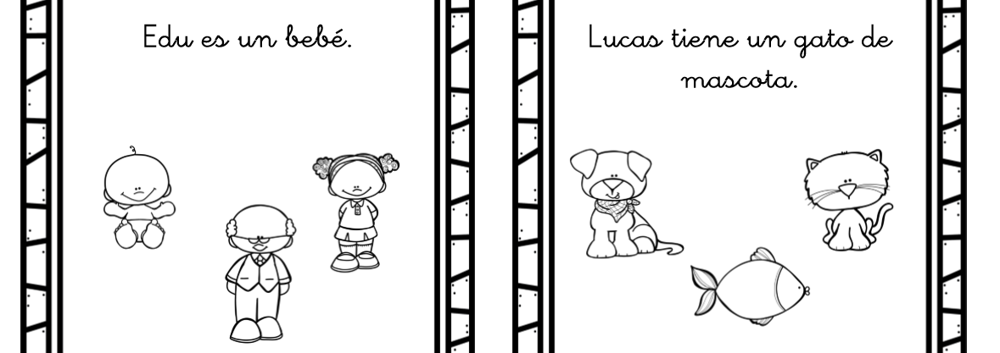 Edu es un bebé.
Lucas tiene un gato de
mascota.